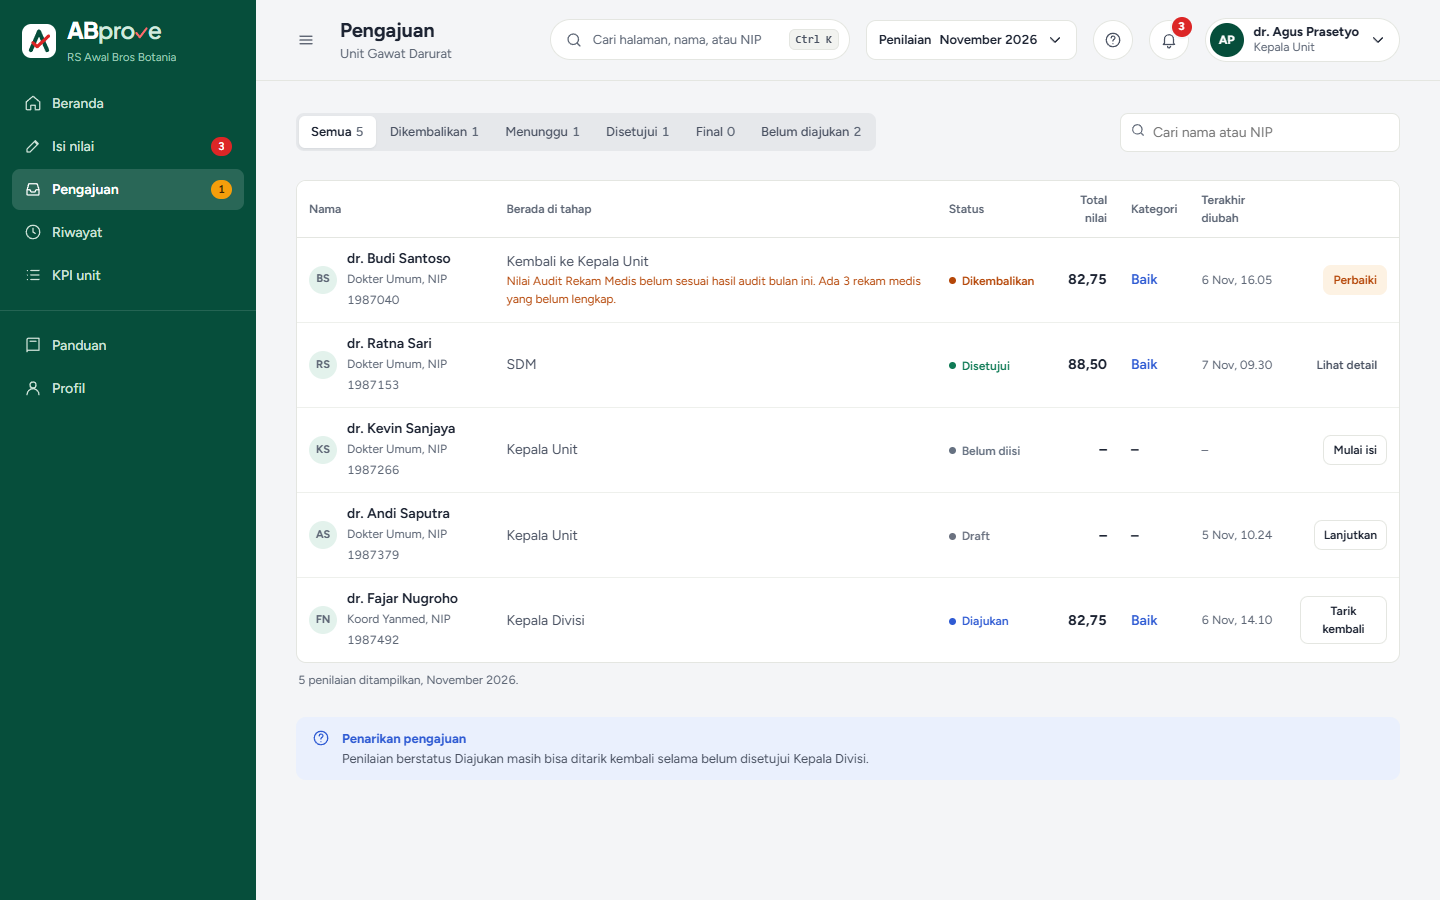 ABprove
RS Awal Bros Botania
Beranda
Isi nilai 3
Pengajuan 1
Riwayat
KPI unit
Panduan
Profil
Pengajuan
Unit Gawat Darurat
Cari halaman, nama, atau NIP Ctrl K
Penilaian November 2026
3
AP
dr. Agus Prasetyo
Kepala Unit
Semua 5 Dikembalikan 1 Menunggu 1 Disetujui 1 Final 0 Belum diajukan 2
Cari nama atau NIP
Nama Berada di tahap Status Total nilai Kategori Terakhir diubah
BS
dr. Budi Santoso
Dokter Umum, NIP
1987040
Kembali ke Kepala Unit
Nilai Audit Rekam Medis belum sesuai hasil audit bulan ini. Ada 3 rekam medis
yang belum lengkap.
Dikembalikan 82,75 Baik 6 Nov, 16.05 Perbaiki
RS
dr. Ratna Sari
Dokter Umum, NIP
1987153
SDM Disetujui 88,50 Baik 7 Nov, 09.30 Lihat detail
KS
dr. Kevin Sanjaya
Dokter Umum, NIP
1987266
Kepala Unit Belum diisi – – – Mulai isi
AS
dr. Andi Saputra
Dokter Umum, NIP
1987379
Kepala Unit Draft – – 5 Nov, 10.24 Lanjutkan
FN
dr. Fajar Nugroho
Koord Yanmed, NIP
1987492
Kepala Divisi Diajukan 82,75 Baik 6 Nov, 14.10 Tarik kembali
5 penilaian ditampilkan, November 2026.
Penarikan pengajuan
Penilaian berstatus Diajukan masih bisa ditarik kembali selama belum disetujui Kepala Divisi.